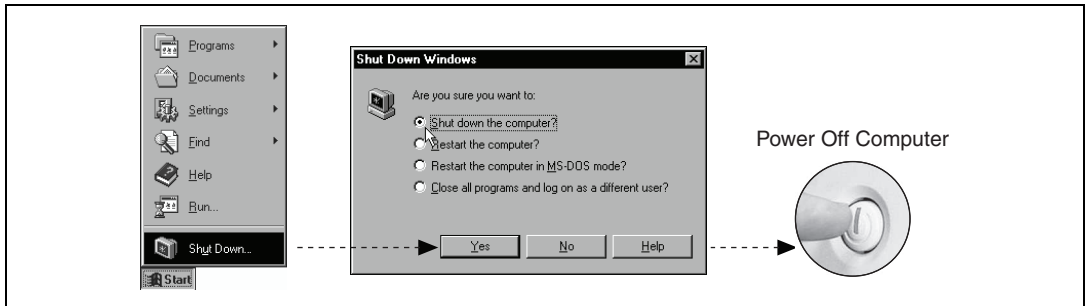 Programs
Documents
Settings
Find
Help
Run...
Shut Down...
Start
Shut Down Windows
Are you sure you want to:
Shut down the computer?
Restart the computer?
Restart the computer in MS-DOS mode?
Close all programs and log on as a different user?
Yes No Help
Power Off Computer